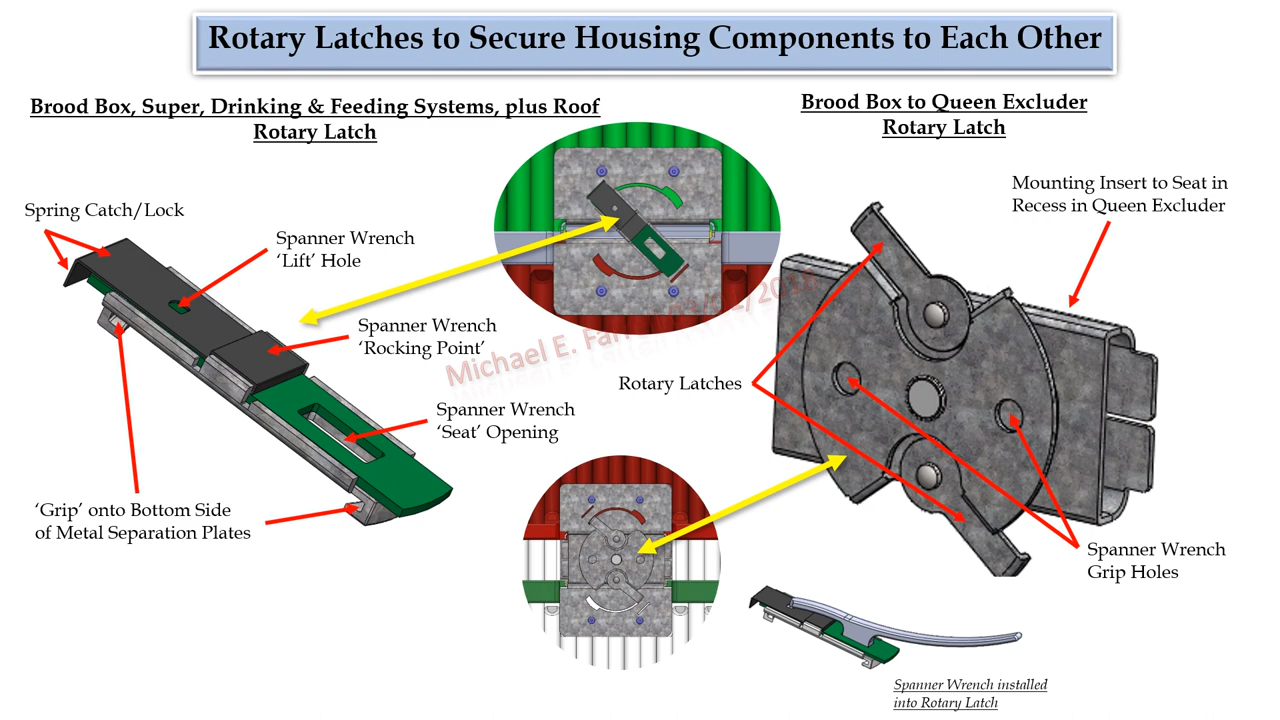 Rotary Latches to Secure Housing Components to Each Other
Brood Box, Super, Drinking & Feeding Systems, plus Roof
Rotary Latch
Brood Box to Queen Excluder
Rotary Latch
Mounting Insert to Seat in
Recess in Queen Excluder
Spring Catch/Lock
Spanner Wrench
‘Lift’ Hole
Spanner Wrench
‘Rocking Point’
Michael E.
Rotary Latches
Spanner Wrench
‘Seat’ Opening
‘Grip’ onto Bottom Side
of Metal Separation Plates
Spanner Wrench
Grip Holes
Spanner Wrench installed
into Rotary Latch